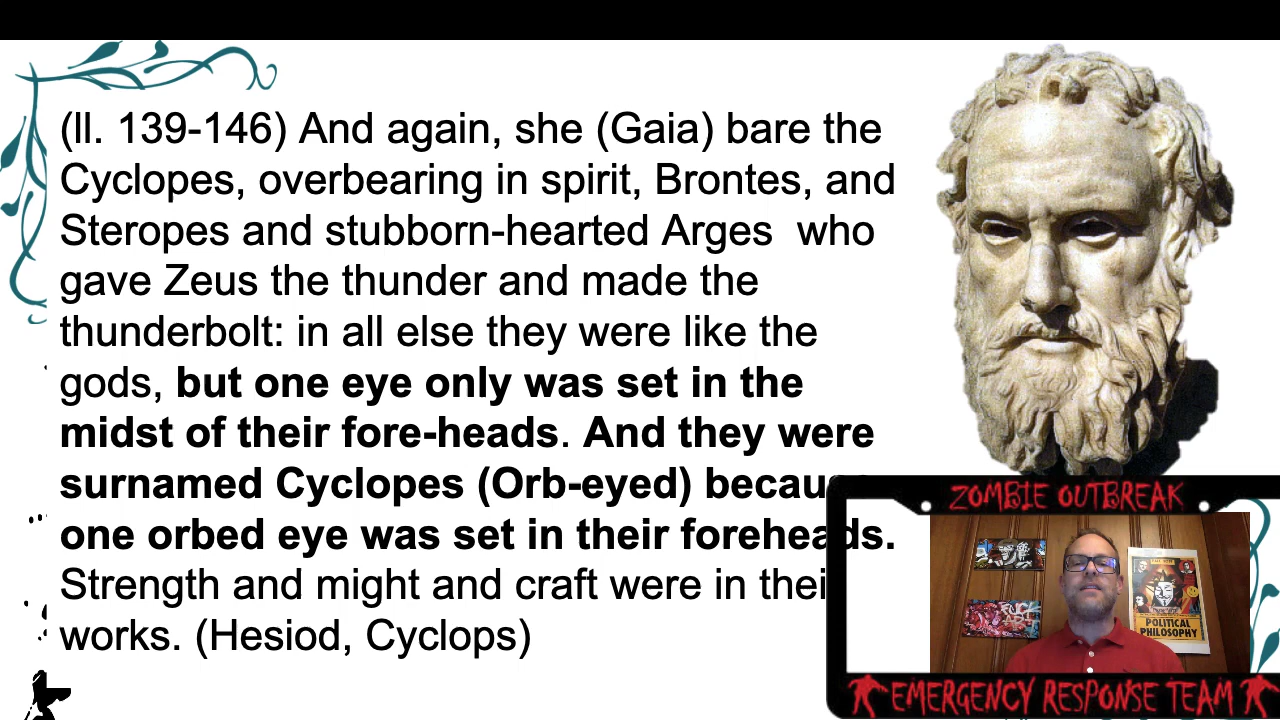 (ll. 139-146) And again, she (Gaia) bare the
Cyclopes, overbearing in spirit, Brontes, and
Steropes and stubborn-hearted Arges  who
gave Zeus the thunder and made the
thunderbolt: in all else they were like the
gods, but one eye only was set in the
midst of their fore-heads. And they were
surnamed Cyclopes (Orb-eyed) becau
one orbed eye was set in their foreheads.
Strength and might and craft were in thei
works. (Hesiod, Cyclops)
ZOMBIE OUTBREAK
FUCK
ART
POLITICAL
PHILOSOPHY
EMERGENCY RESPONSE TEAM